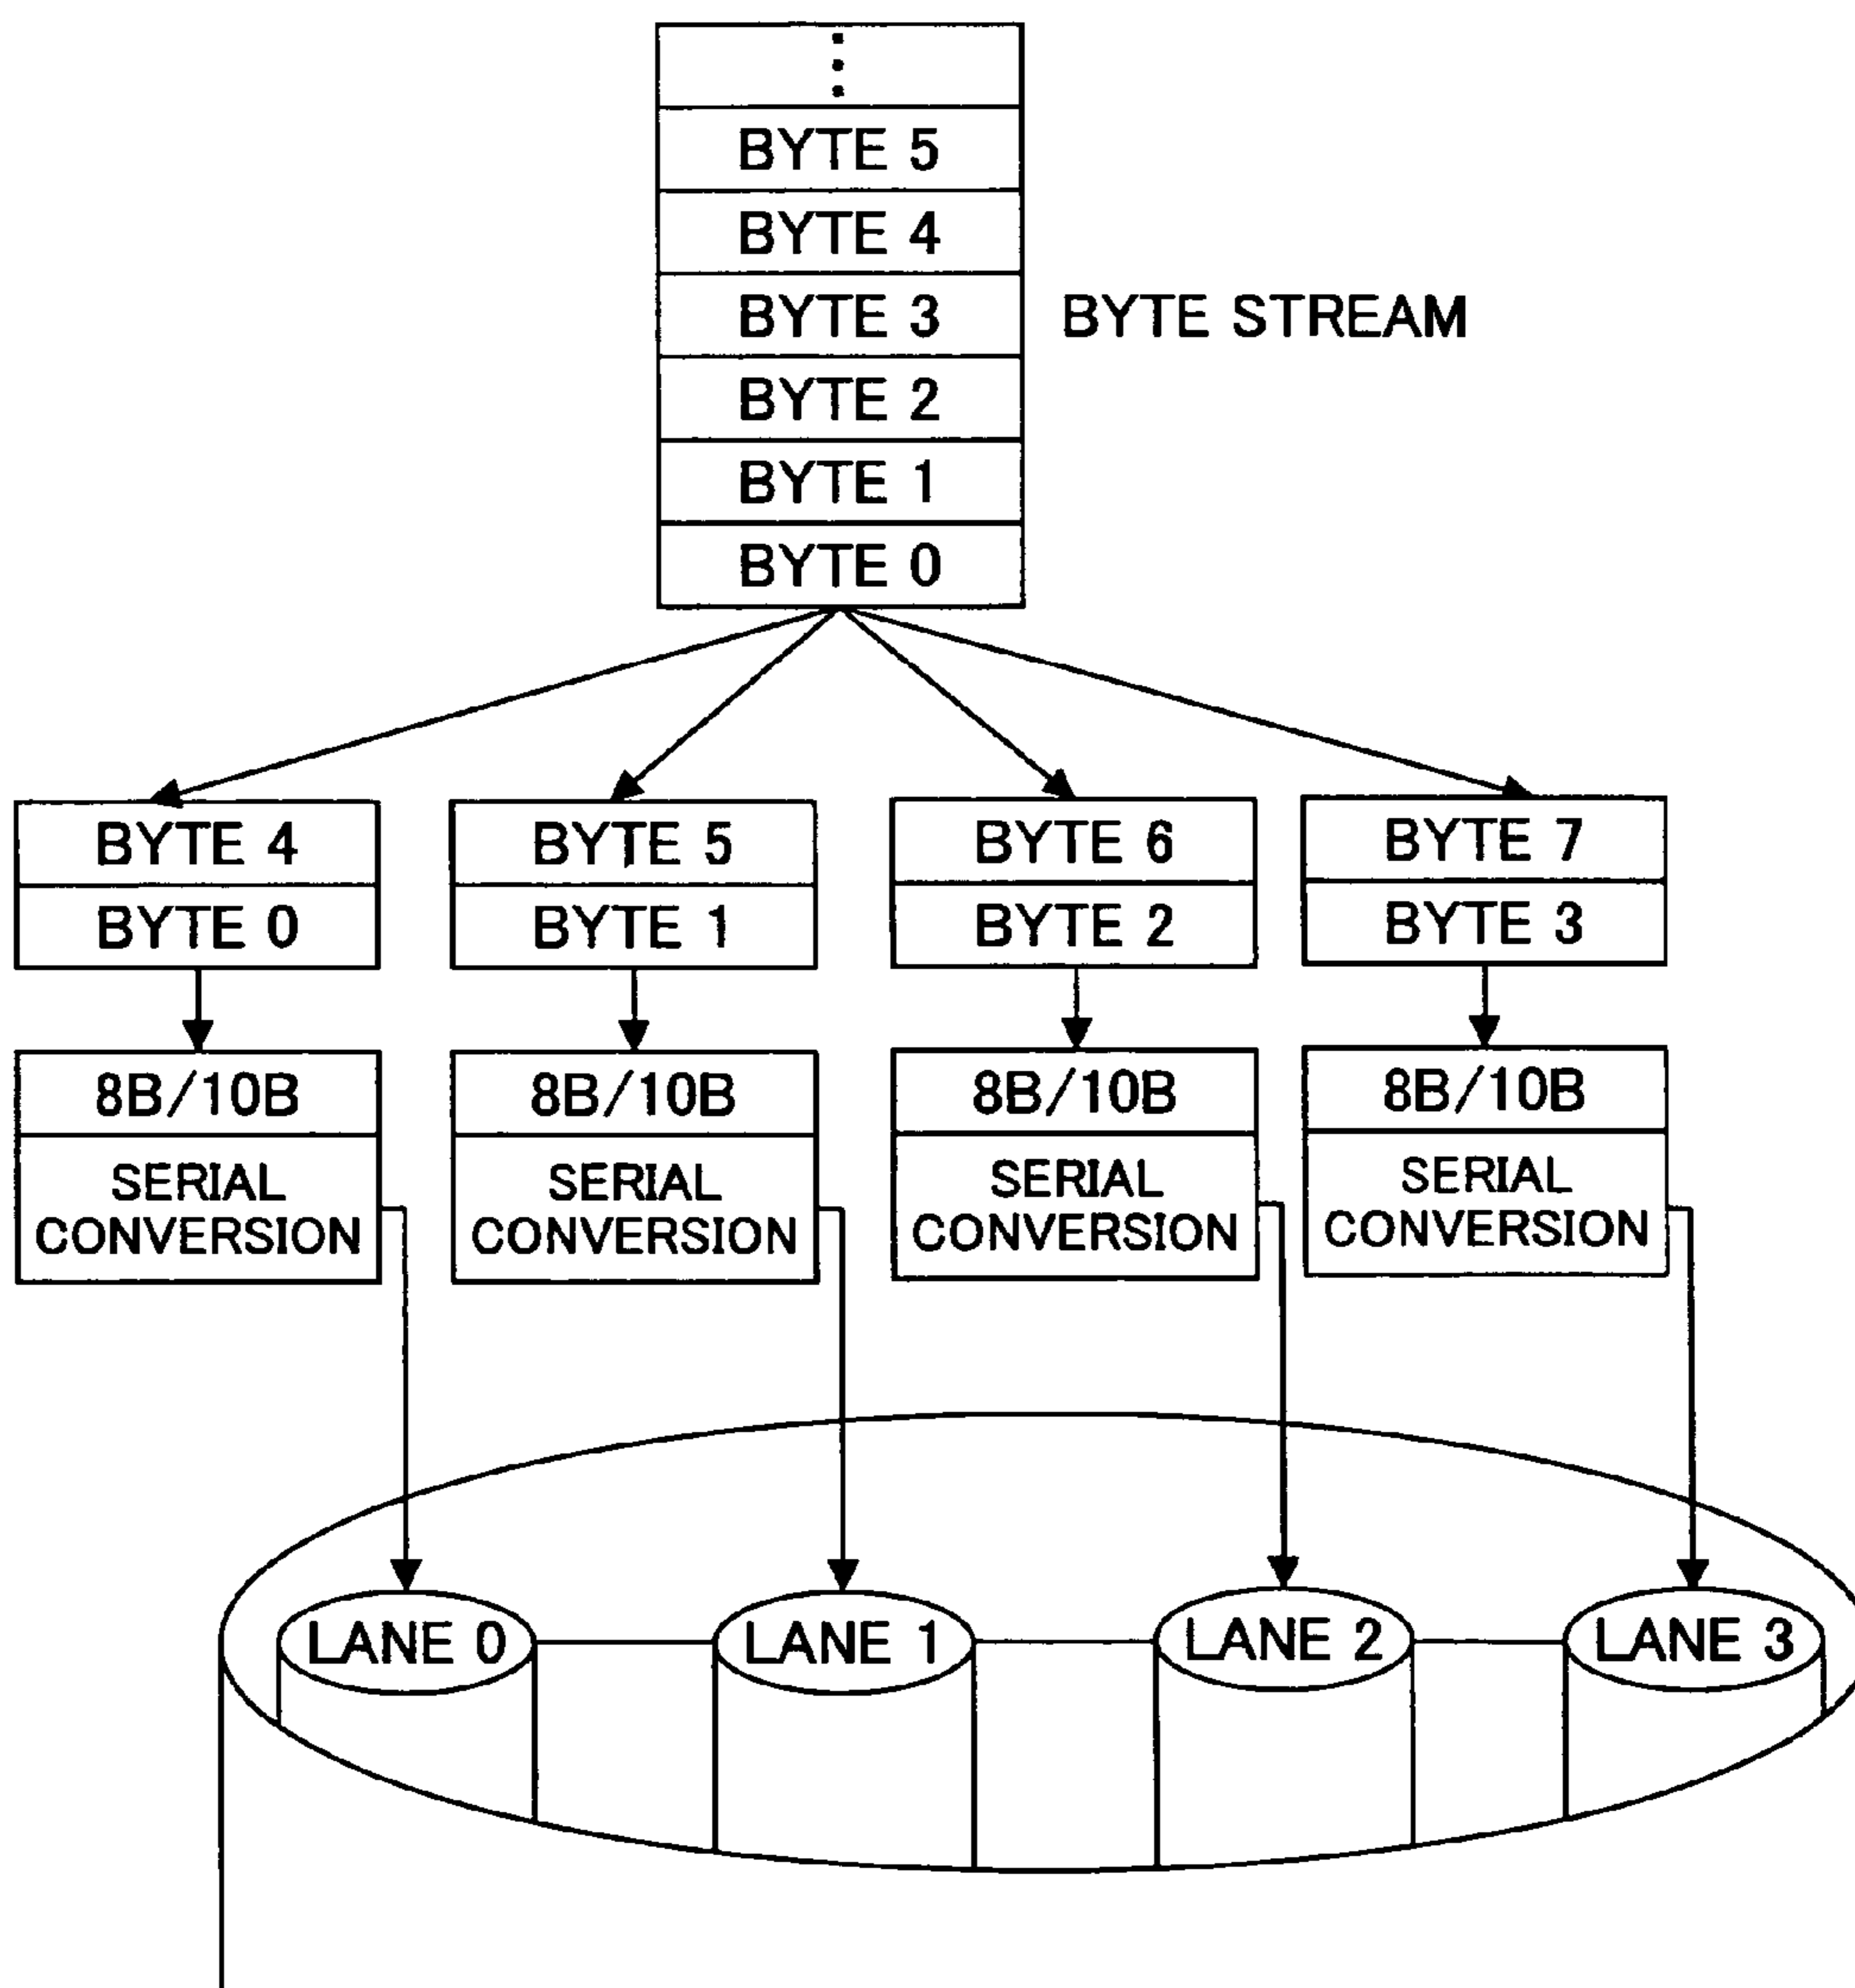 ⋮
BYTE 5
BYTE 4
BYTE 3
BYTE STREAM
BYTE 2
BYTE 1
BYTE 0
BYTE 4
BYTE 5
BYTE 6
BYTE 7
BYTE 0
BYTE 1
BYTE 2
BYTE 3
8B/10B
8B/10B
8B/10B
8B/10B
SERIAL
CONVERSION
SERIAL
CONVERSION
SERIAL
CONVERSION
SERIAL
CONVERSION
LANE 0
LANE 1
LANE 2
LANE 3